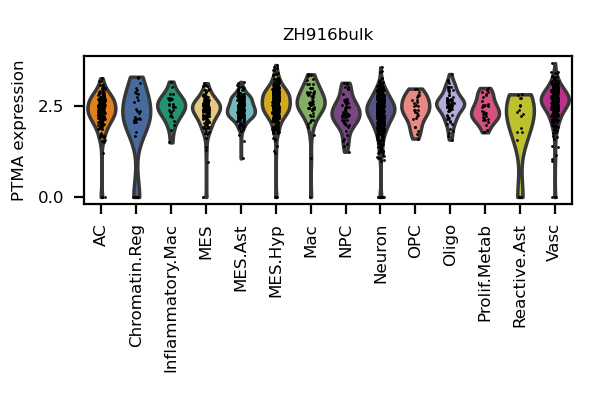 ZH916bulk
PTMA expression
2.5
0.0
AC
Chromatin.Reg
Inflammatory.Mac
MES
MES.Ast
MES.Hyp
Mac
NPC
Neuron
OPC
Oligo
Prolif.Metab
Reactive.Ast
Vasc